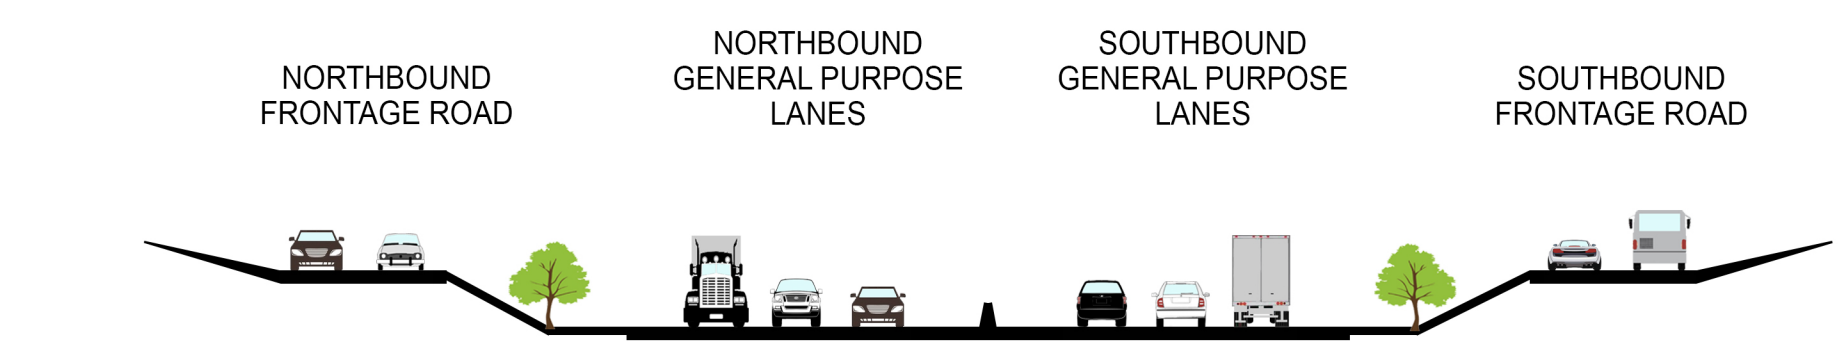 NORTHBOUND
FRONTAGE ROAD
NORTHBOUND
GENERAL PURPOSE
LANES
SOUTHBOUND
GENERAL PURPOSE
LANES
SOUTHBOUND
FRONTAGE ROAD